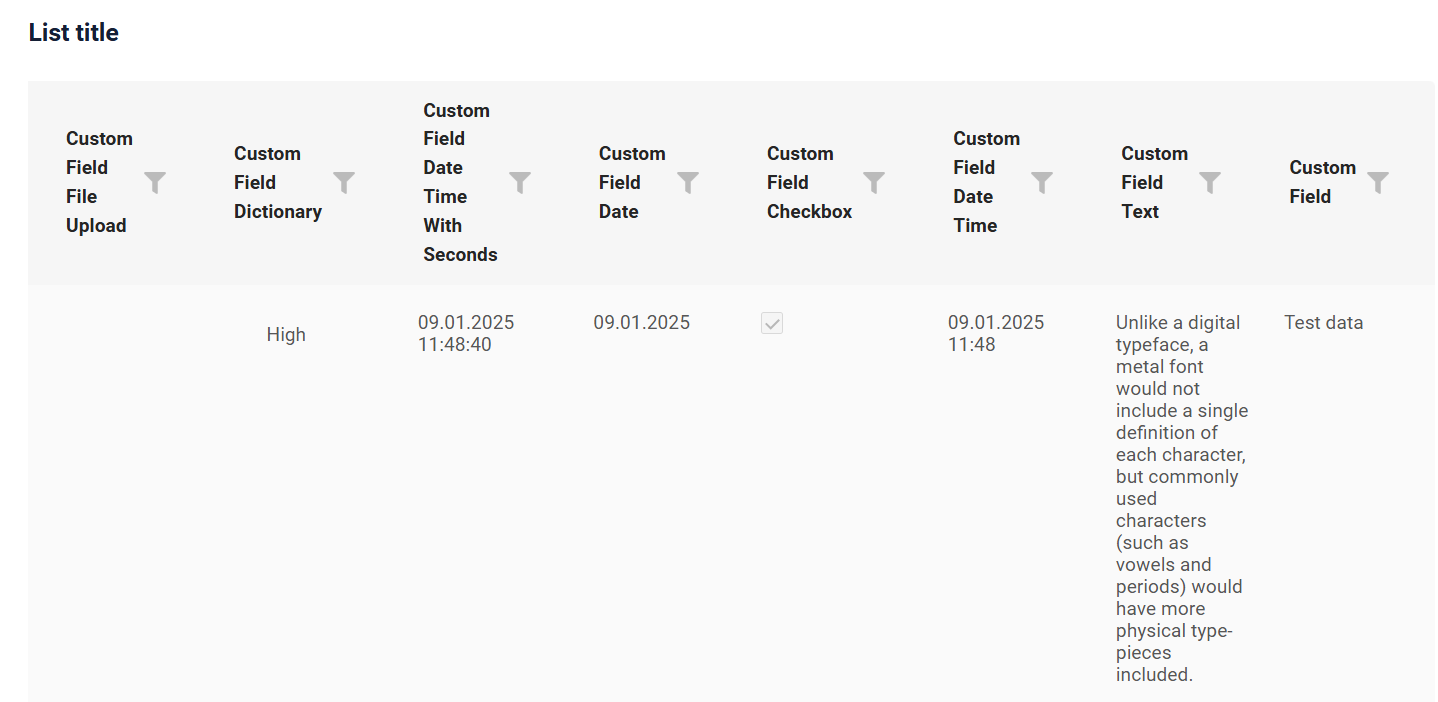 List title
Custom
Field
File
Upload
Custom
Field
Dictionary
Custom
Field
Date
Time
With
Seconds
Custom
Field
Date
Custom
Field
Checkbox
Custom
Field
Date
Time
Custom
Field
Text
Custom
Field
High
09.01.2025
11:48:40
09.01.2025
09.01.2025
11:48
Unlike a digital
typeface, a
metal font
would not
include a single
definition of
each character,
but commonly
used
characters
(such as
vowels and
periods) would
have more
physical type-
pieces
included.
Test data